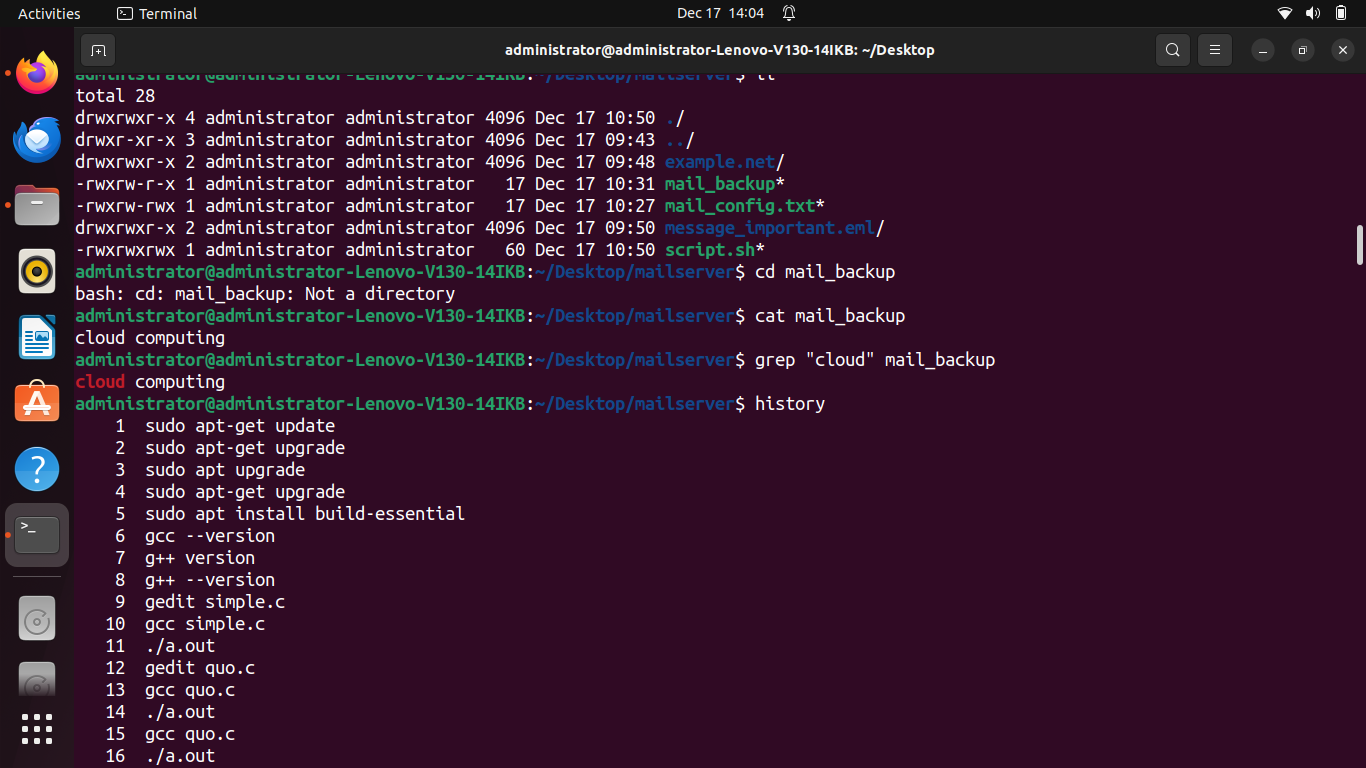 Activities
Terminal
Dec 17 14:04
administrator@administrator-Lenovo-V130-14IKB: ~/Desktop
administrator@administrator-Lenovo-V130-14IKB:~/Desktop/mailserver$ ll
total 28
drwxrwxr-x 4 administrator administrator 4096 Dec 17 10:50 ./
drwxr-xr-x 3 administrator administrator 4096 Dec 17 09:43 ../
drwxrwxr-x 2 administrator administrator 4096 Dec 17 09:48 example.net/
-rwxrw-r-x 1 administrator administrator   17 Dec 17 10:31 mail_backup*
-rwxrw-rwx 1 administrator administrator   17 Dec 17 10:27 mail_config.txt*
drwxrwxr-x 2 administrator administrator 4096 Dec 17 09:50 message_important.eml/
-rwxrwxrwx 1 administrator administrator   60 Dec 17 10:50 script.sh*
administrator@administrator-Lenovo-V130-14IKB:~/Desktop/mailserver$ cd mail_backup
bash: cd: mail_backup: Not a directory
administrator@administrator-Lenovo-V130-14IKB:~/Desktop/mailserver$ cat mail_backup
cloud computing
administrator@administrator-Lenovo-V130-14IKB:~/Desktop/mailserver$ grep "cloud" mail_backup
cloud computing
administrator@administrator-Lenovo-V130-14IKB:~/Desktop/mailserver$ history
1  sudo apt-get update
2  sudo apt-get upgrade
3  sudo apt upgrade
4  sudo apt-get upgrade
5  sudo apt install build-essential
6  gcc --version
7  g++ version
8  g++ --version
9  gedit simple.c
10  gcc simple.c
11  ./a.out
12  gedit quo.c
13  gcc quo.c
14  ./a.out
15  gcc quo.c
16  ./a.out